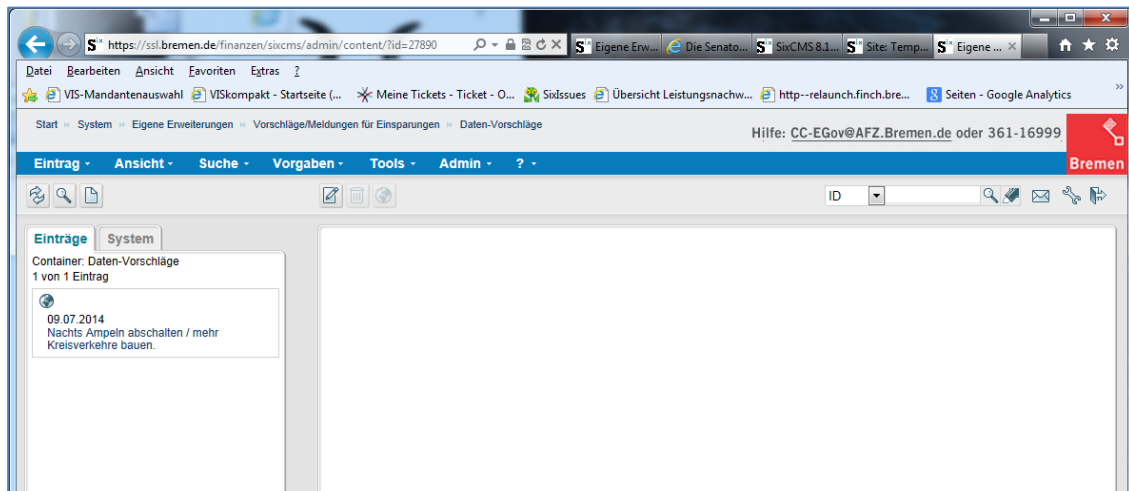 https://ssl.bremen.de/finanzen/sixcms/admin/content/?id=27890
Eigene Erw... Die Senato... SixCMS 8.1... Site: Temp... Eigene ...
Datei Bearbeiten Ansicht Favoriten Extras ?
VIS-Mandantenauswahl VISkompakt - Startseite (... Meine Tickets - Ticket - O... SixIssues Übersicht Leistungsnachw... http--relaunch.finch.bre... Seiten - Google Analytics
Start » System » Eigene Erweiterungen » Vorschläge/Meldungen für Einsparungen » Daten-Vorschläge
Hilfe: CC-EGov@AFZ.Bremen.de oder 361-16999
Eintrag Ansicht Suche Vorgaben Tools Admin ?
Bremen
ID
Einträge System
Container: Daten-Vorschläge
1 von 1 Eintrag
09.07.2014
Nachts Ampeln abschalten / mehr
Kreisverkehre bauen.